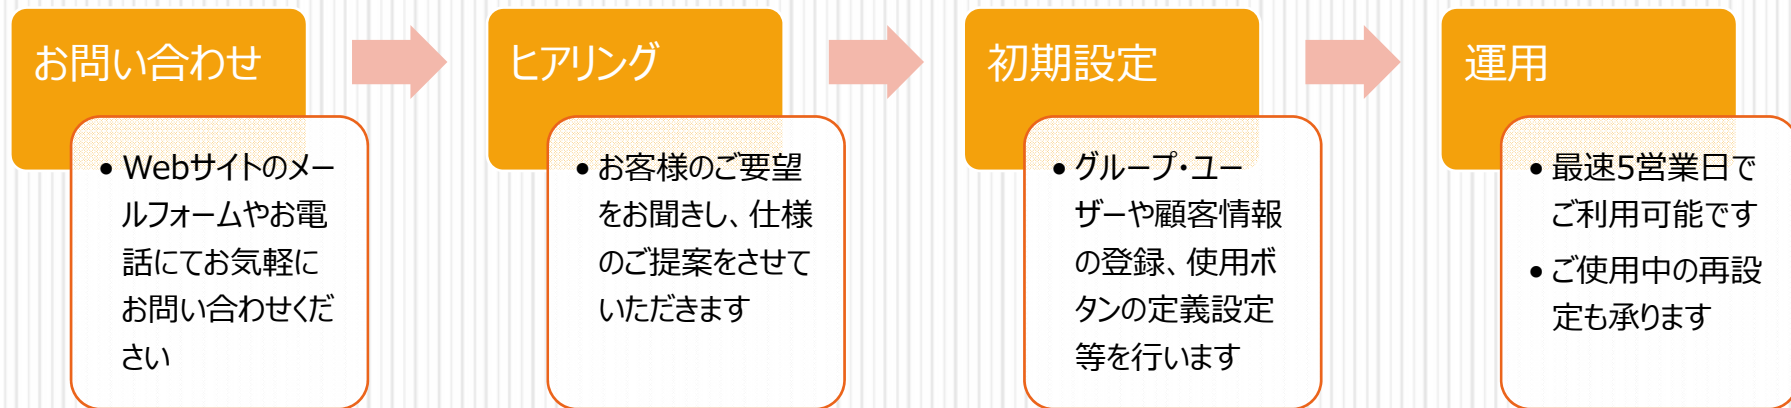 お問い合わせ
• Webサイトのメー
ルフォームやお電
話にてお気軽に
お問い合わせくだ
さい
ヒアリング
• お客様のご要望
をお聞きし、仕様
のご提案をさせて
いただきます
初期設定
• グループ・ユー
ザーや顧客情報
の登録、使用ボ
タンの定義設定
等を行います
運用
• 最速5営業日で
ご利用可能です
• ご使用中の再設
定も承ります